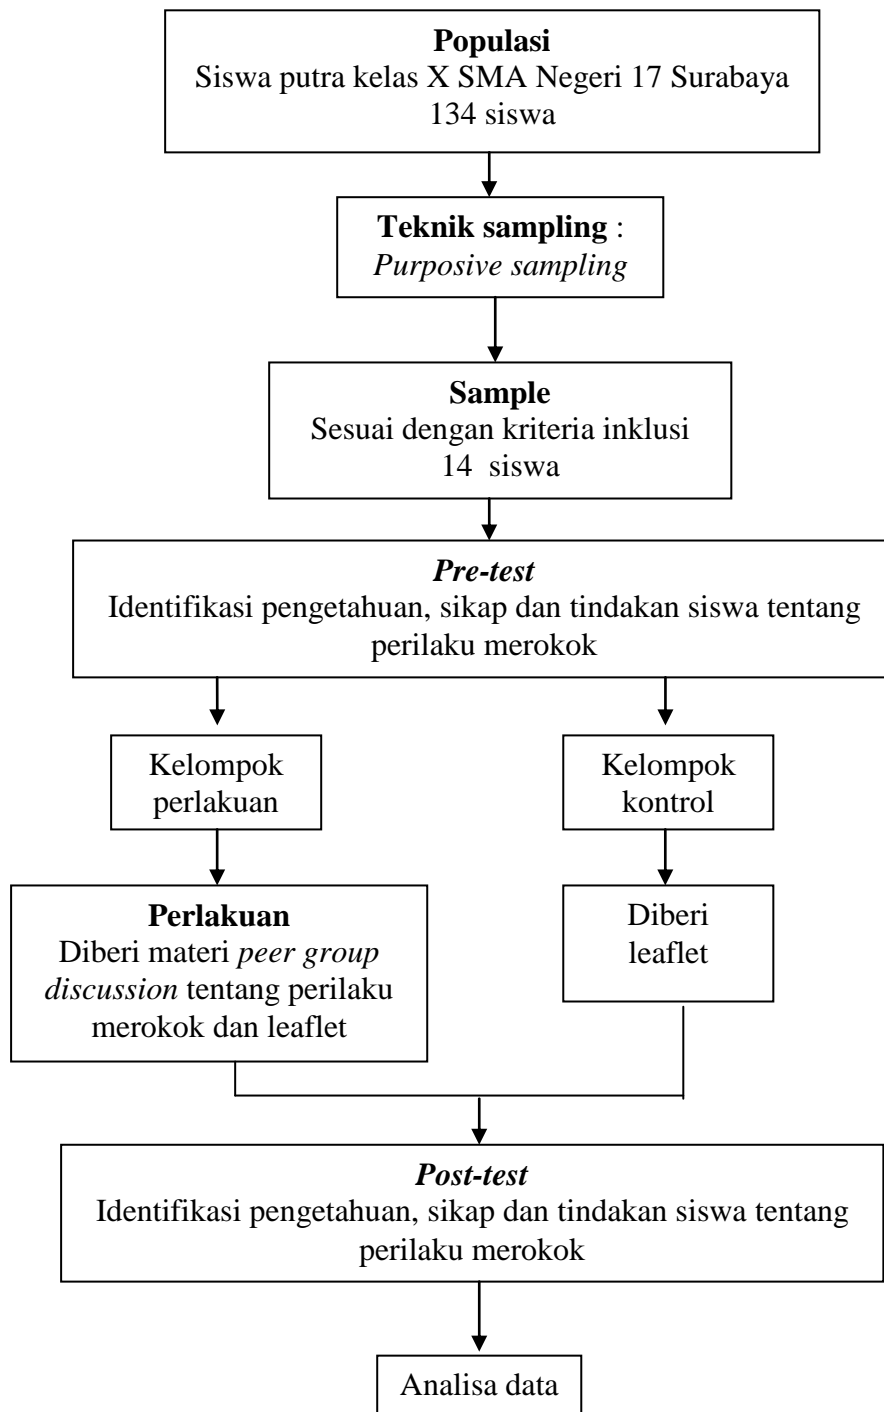 Populasi
Siswa putra kelas X SMA Negeri 17 Surabaya
134 siswa
Teknik sampling :
Purposive sampling
Sample
Sesuai dengan kriteria inklusi
14 siswa
Pre-test
Identifikasi pengetahuan, sikap dan tindakan siswa tentang
perilaku merokok
Kelompok
perlakuan
Kelompok
kontrol
Perlakuan
Diberi materi peer group
discussion tentang perilaku
merokok dan leaflet
Diberi
leaflet
Post-test
Identifikasi pengetahuan, sikap dan tindakan siswa tentang
perilaku merokok
Analisa data